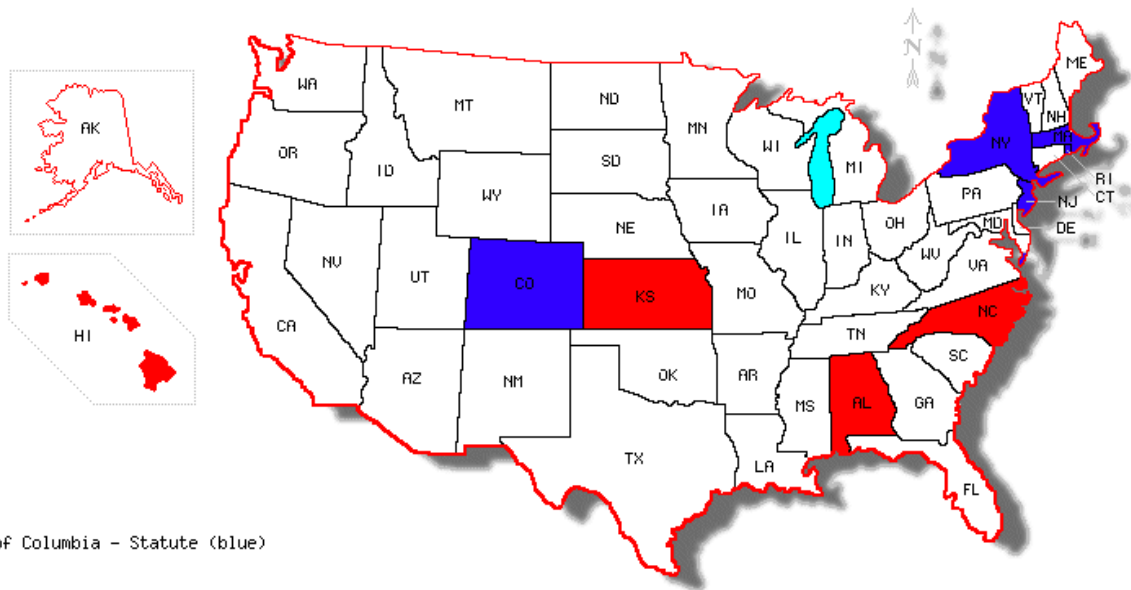 N
WA
MT
ND
MN
ME
VT
NH
AK
OR
ID
SD
WI
MI
NY
MA
WY
IA
PA
RI
CT
NJ
NE
OH
MD
DE
NV
UT
CO
IL
IN
WV
VA
KS
MO
KY
HI
CA
NC
TN
AZ
NM
OK
AR
SC
MS
AL
GA
TX
LA
FL
of Columbia - Statute (blue)